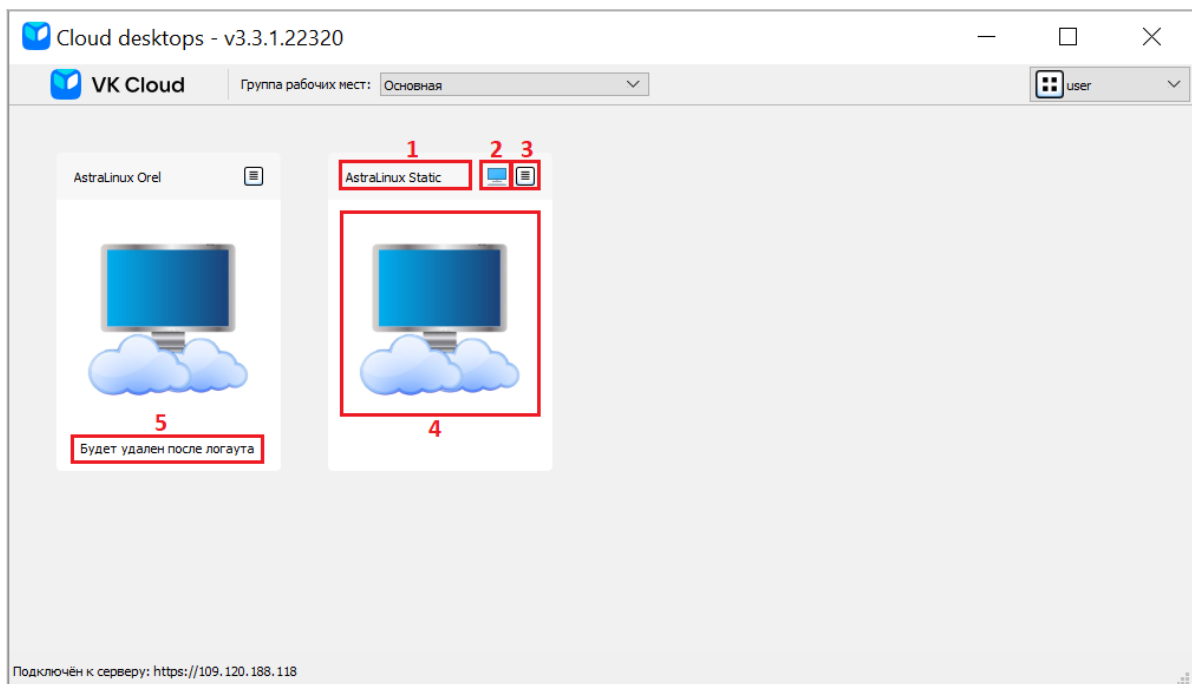 Cloud desktops - v3.3.1.22320
VK Cloud
Группа рабочих мест: Основная
user
1 2 3
AstraLinux Orel
AstraLinux Static
5
4
Будет удален после логаута
Подключён к серверу: https://109.120.188.118